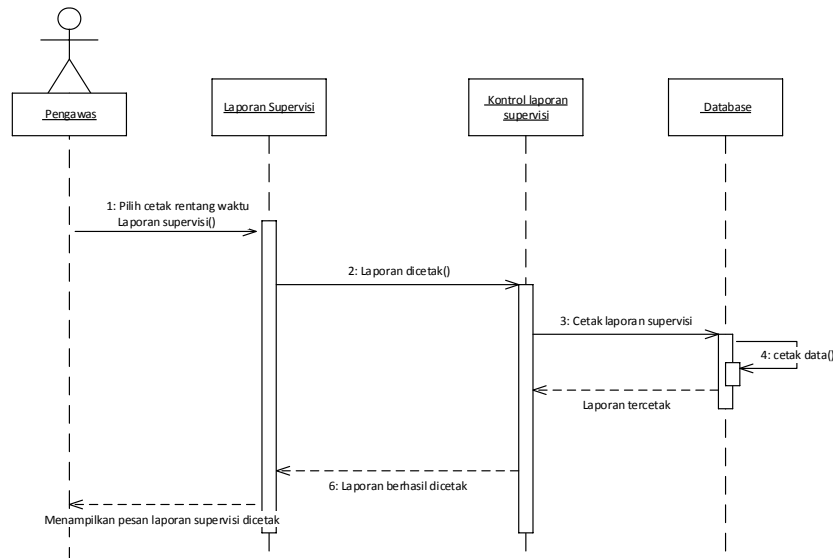 Pengawas
Laporan Supervisi
Kontrol laporan
supervisi
Database
1: Pilih cetak rentang waktu
Laporan supervisi()
2: Laporan dicetak()
3: Cetak laporan supervisi
4: cetak data()
Laporan tercetak
6: Laporan berhasil dicetak
Menampilkan pesan laporan supervisi dicetak